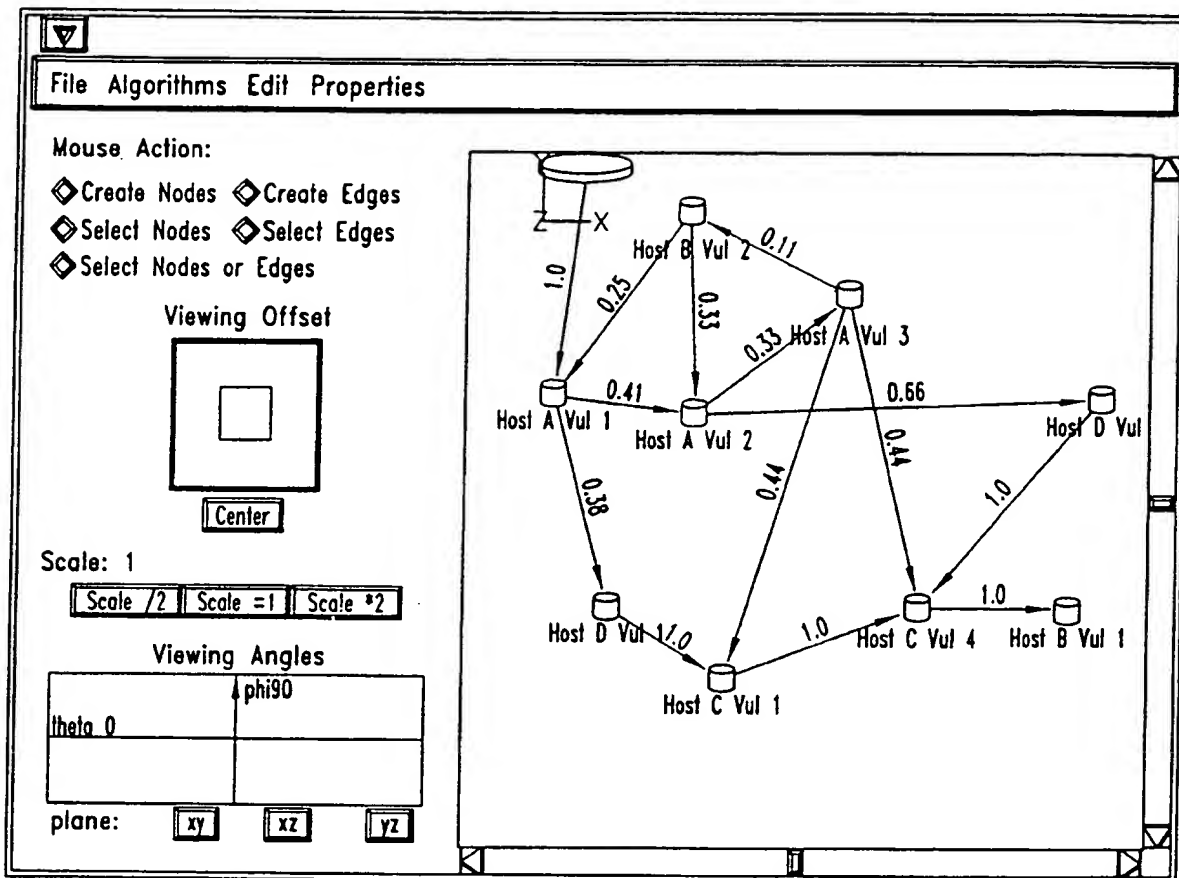 File Algorithms Edit Properties
Mouse Action:
Create Nodes Create Edges
Select Nodes Select Edges
Select Nodes or Edges
Viewing Offset
Center
Scale: 1
Scale /2 Scale =1 Scale *2
Viewing Angles
phi90
theta 0
plane: xy xz yz
Z X
1.0
Host B Vul 2
0.11
0.25
0.33
0.33
Host A Vul 3
0.41
0.66
Host A Vul 1
Host A Vul 2
Host D Vul
0.38
0.44
0.44
1.0
Host D Vul 1
1.0
1.0
Host C Vul 4
1.0
Host B Vul 1
Host C Vul 1